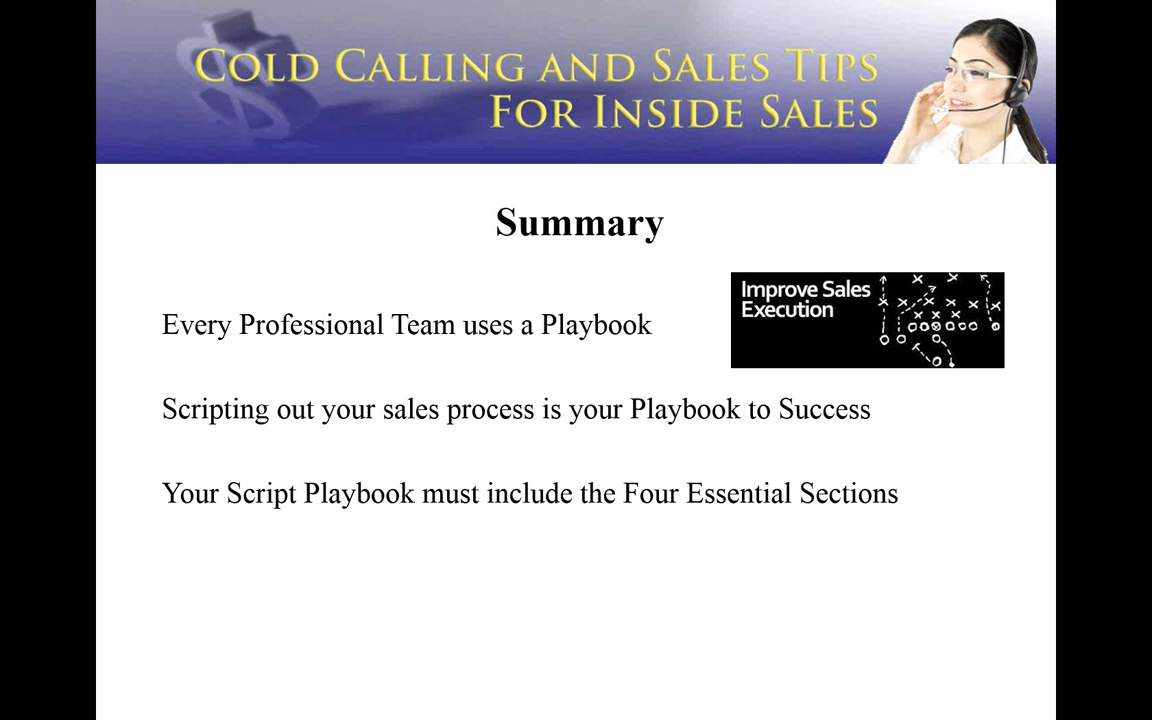 COLD CALLING AND SALES TIPS
FOR INSIDE SALES
Summary
Improve Sales
Execution
Every Professional Team uses a Playbook
Scripting out your sales process is your Playbook to Success
Your Script Playbook must include the Four Essential Sections